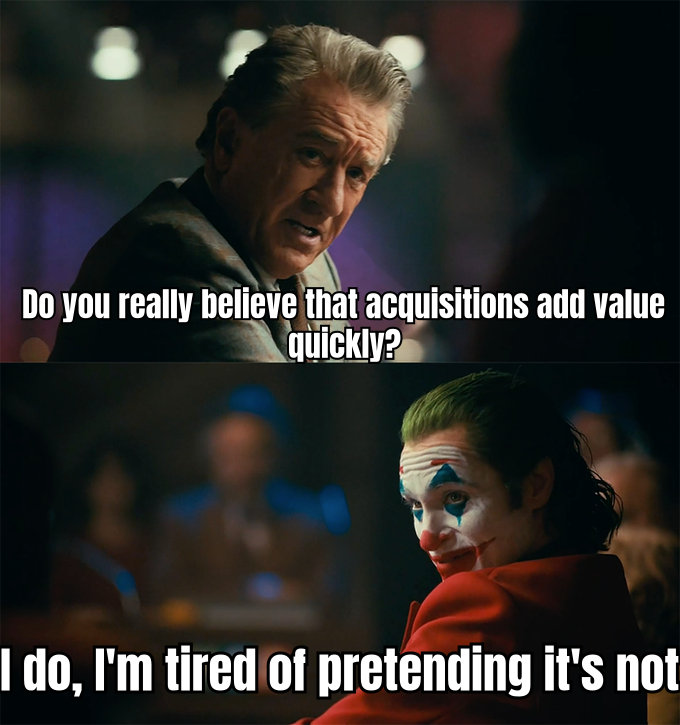 Do you really believe that acquisitions add value
quickly?
I do, I'm tired of pretending it's not